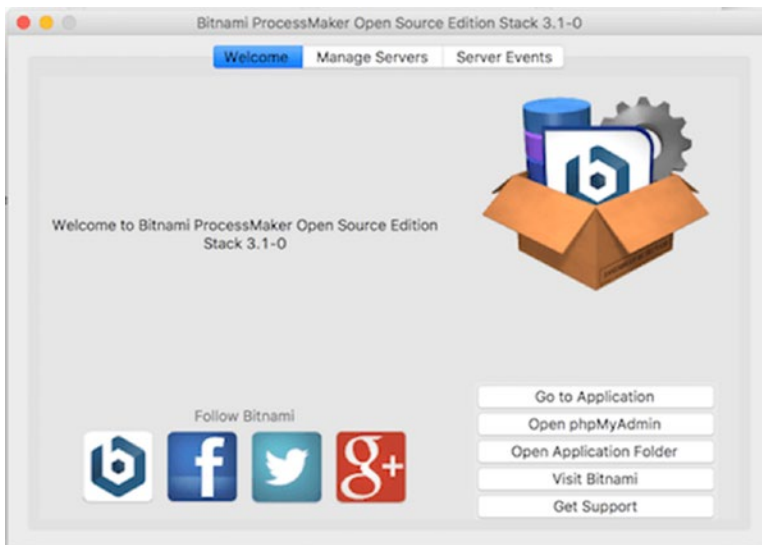 Bitnami ProcessMaker Open Source Edition Stack 3.1-0
Welcome
Manage Servers
Server Events
Welcome to Bitnami ProcessMaker Open Source Edition
Stack 3.1-0
Follow Bitnami
Go to Application
Open phpMyAdmin
Open Application Folder
Visit Bitnami
Get Support